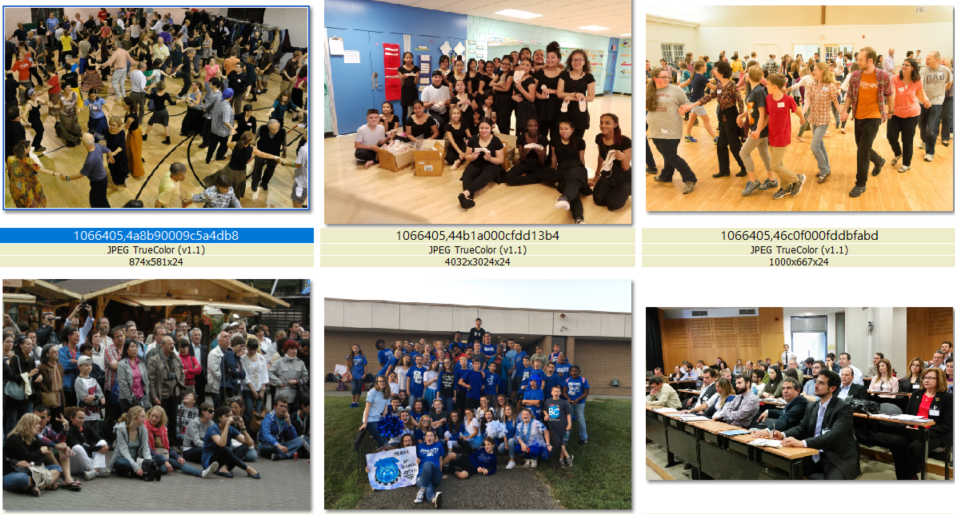 1066405,4a8b90009c5a4db8
JPEG TrueColor (v1.1)
874x581x24
1066405,44b1a000cfdd13b4
JPEG TrueColor (v1.1)
4032x3024x24
1066405,46c0f000fddbfabd
JPEG TrueColor (v1.1)
1000x667x24
BC